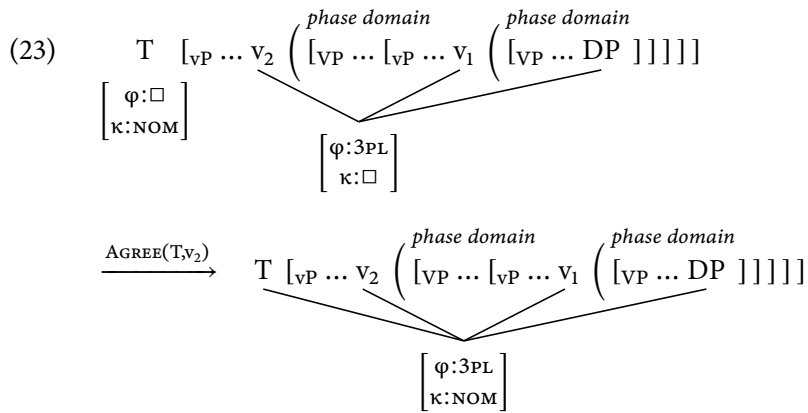 phase domain phase domain
(23) T [vP … v₂ ( [VP … [vP … v₁ ( [VP … DP ] ] ] ] ]
[φ:□ κ:NOM]
[φ:3PL κ:□]
AGREE(T,v₂) →
phase domain phase domain
T [vP … v₂ ( [VP … [vP … v₁ ( [VP … DP ] ] ] ] ]
[φ:3PL κ:NOM]